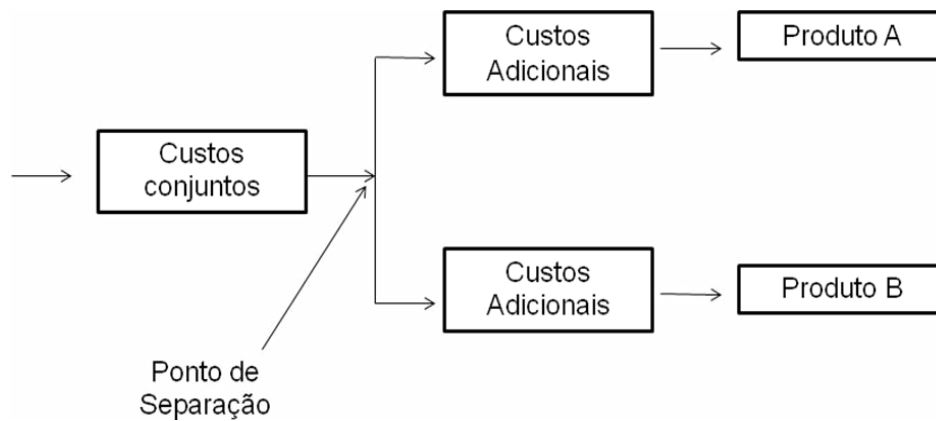 Custos
Adicionais
Produto A
Custos
conjuntos
Custos
Adicionais
Produto B
Ponto de
Separação